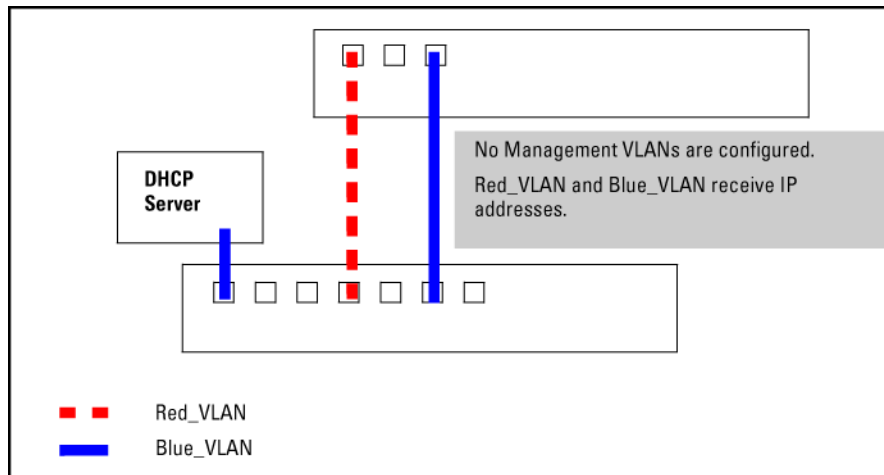 No Management VLANs are configured.
Red_VLAN and Blue_VLAN receive IP
addresses.
DHCP
Server
Red_VLAN
Blue_VLAN